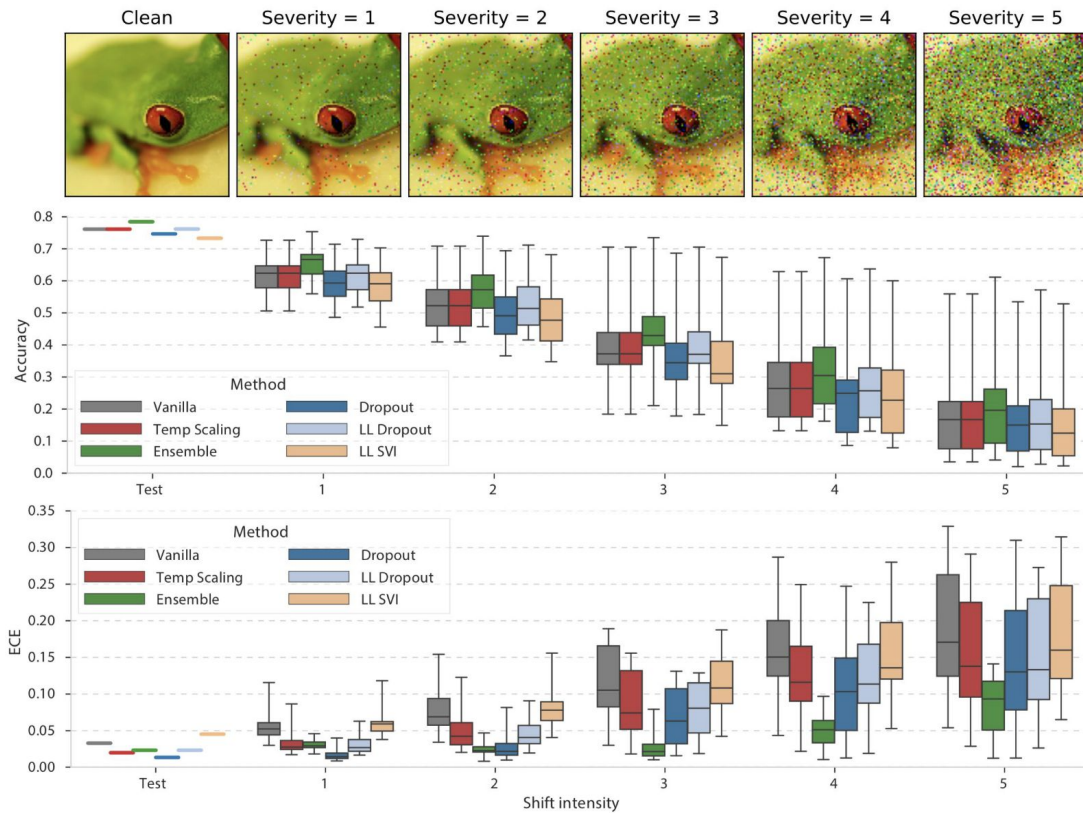 Clean Severity = 1 Severity = 2 Severity = 3 Severity = 4 Severity = 5
0.8
0.7
0.6
0.5
0.4
0.3
0.2
0.1
0.0
Accuracy
Method
Vanilla Dropout
Temp Scaling LL Dropout
Ensemble LL SVI
Test 1 2 3 4 5
0.35
0.30
0.25
0.20
0.15
0.10
0.05
0.00
ECE
Method
Vanilla Dropout
Temp Scaling LL Dropout
Ensemble LL SVI
Test 1 2 3 4 5
Shift intensity